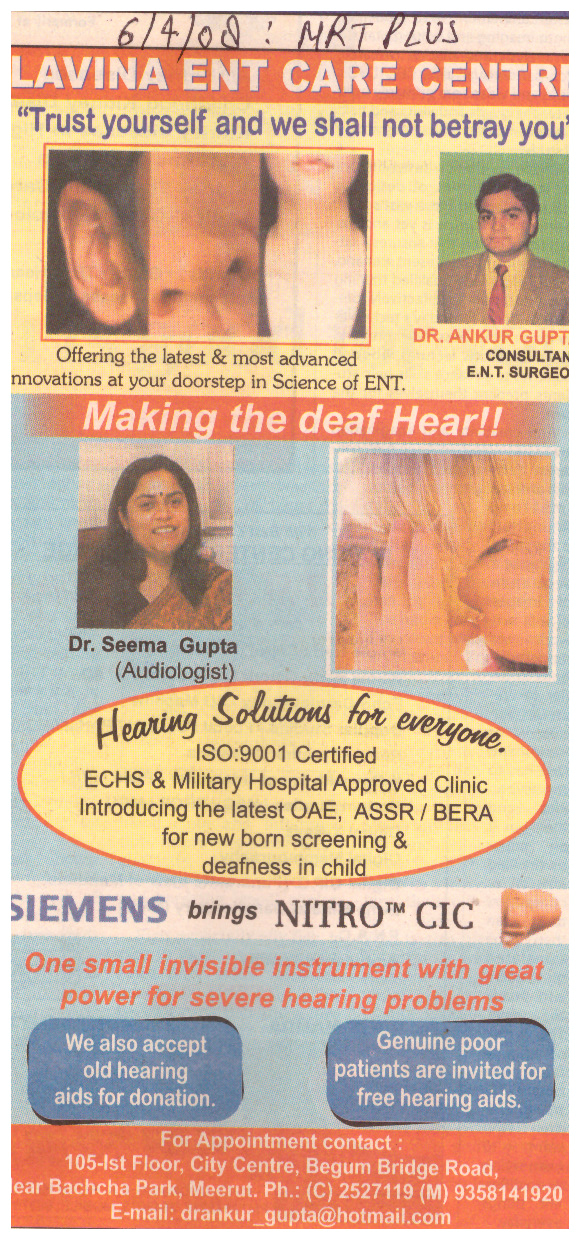 6/4/08 : MRT PLUS
LAVINA ENT CARE CENTRE
“Trust yourself and we shall not betray you”
DR. ANKUR GUPT
CONSULTAN
E.N.T. SURGEO
Offering the latest & most advanced
nnovations at your doorstep in Science of ENT.
Making the deaf Hear!!
Dr. Seema Gupta
(Audiologist)
Hearing Solutions for everyone.
ISO:9001 Certified
ECHS & Military Hospital Approved Clinic
Introducing the latest OAE, ASSR / BERA
for new born screening &
deafness in child
SIEMENS brings NITRO™ CIC
One small invisible instrument with great
power for severe hearing problems
We also accept
old hearing
aids for donation.
Genuine poor
patients are invited for
free hearing aids.
For Appointment contact :
105-Ist Floor, City Centre, Begum Bridge Road,
ear Bachcha Park, Meerut. Ph.: (C) 2527119 (M) 9358141920
E-mail: drankur_gupta@hotmail.com